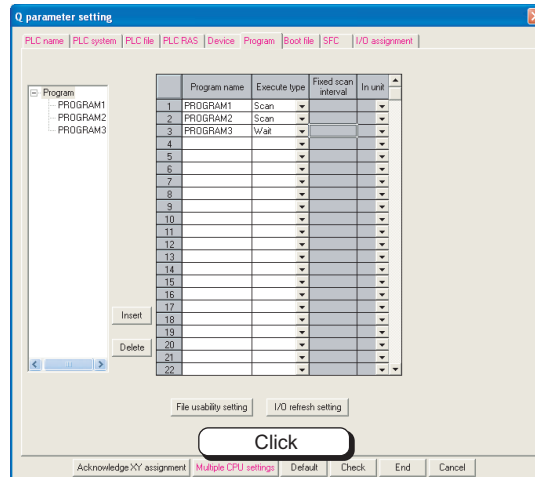 Q parameter setting
PLC name PLC system PLC file PLC RAS Device Program Boot file SFC I/O assignment
Program
PROGRAM1
PROGRAM2
PROGRAM3
Program name Execute type Fixed scan interval In unit
1 PROGRAM1 Scan
2 PROGRAM2 Scan
3 PROGRAM3 Wait
4
5
6
7
8
9
10
11
12
13
14
15
16
17
18
19
20
21
22
Insert
Delete
File usability setting I/O refresh setting
Click
Acknowledge XY assignment Multiple CPU settings Default Check End Cancel